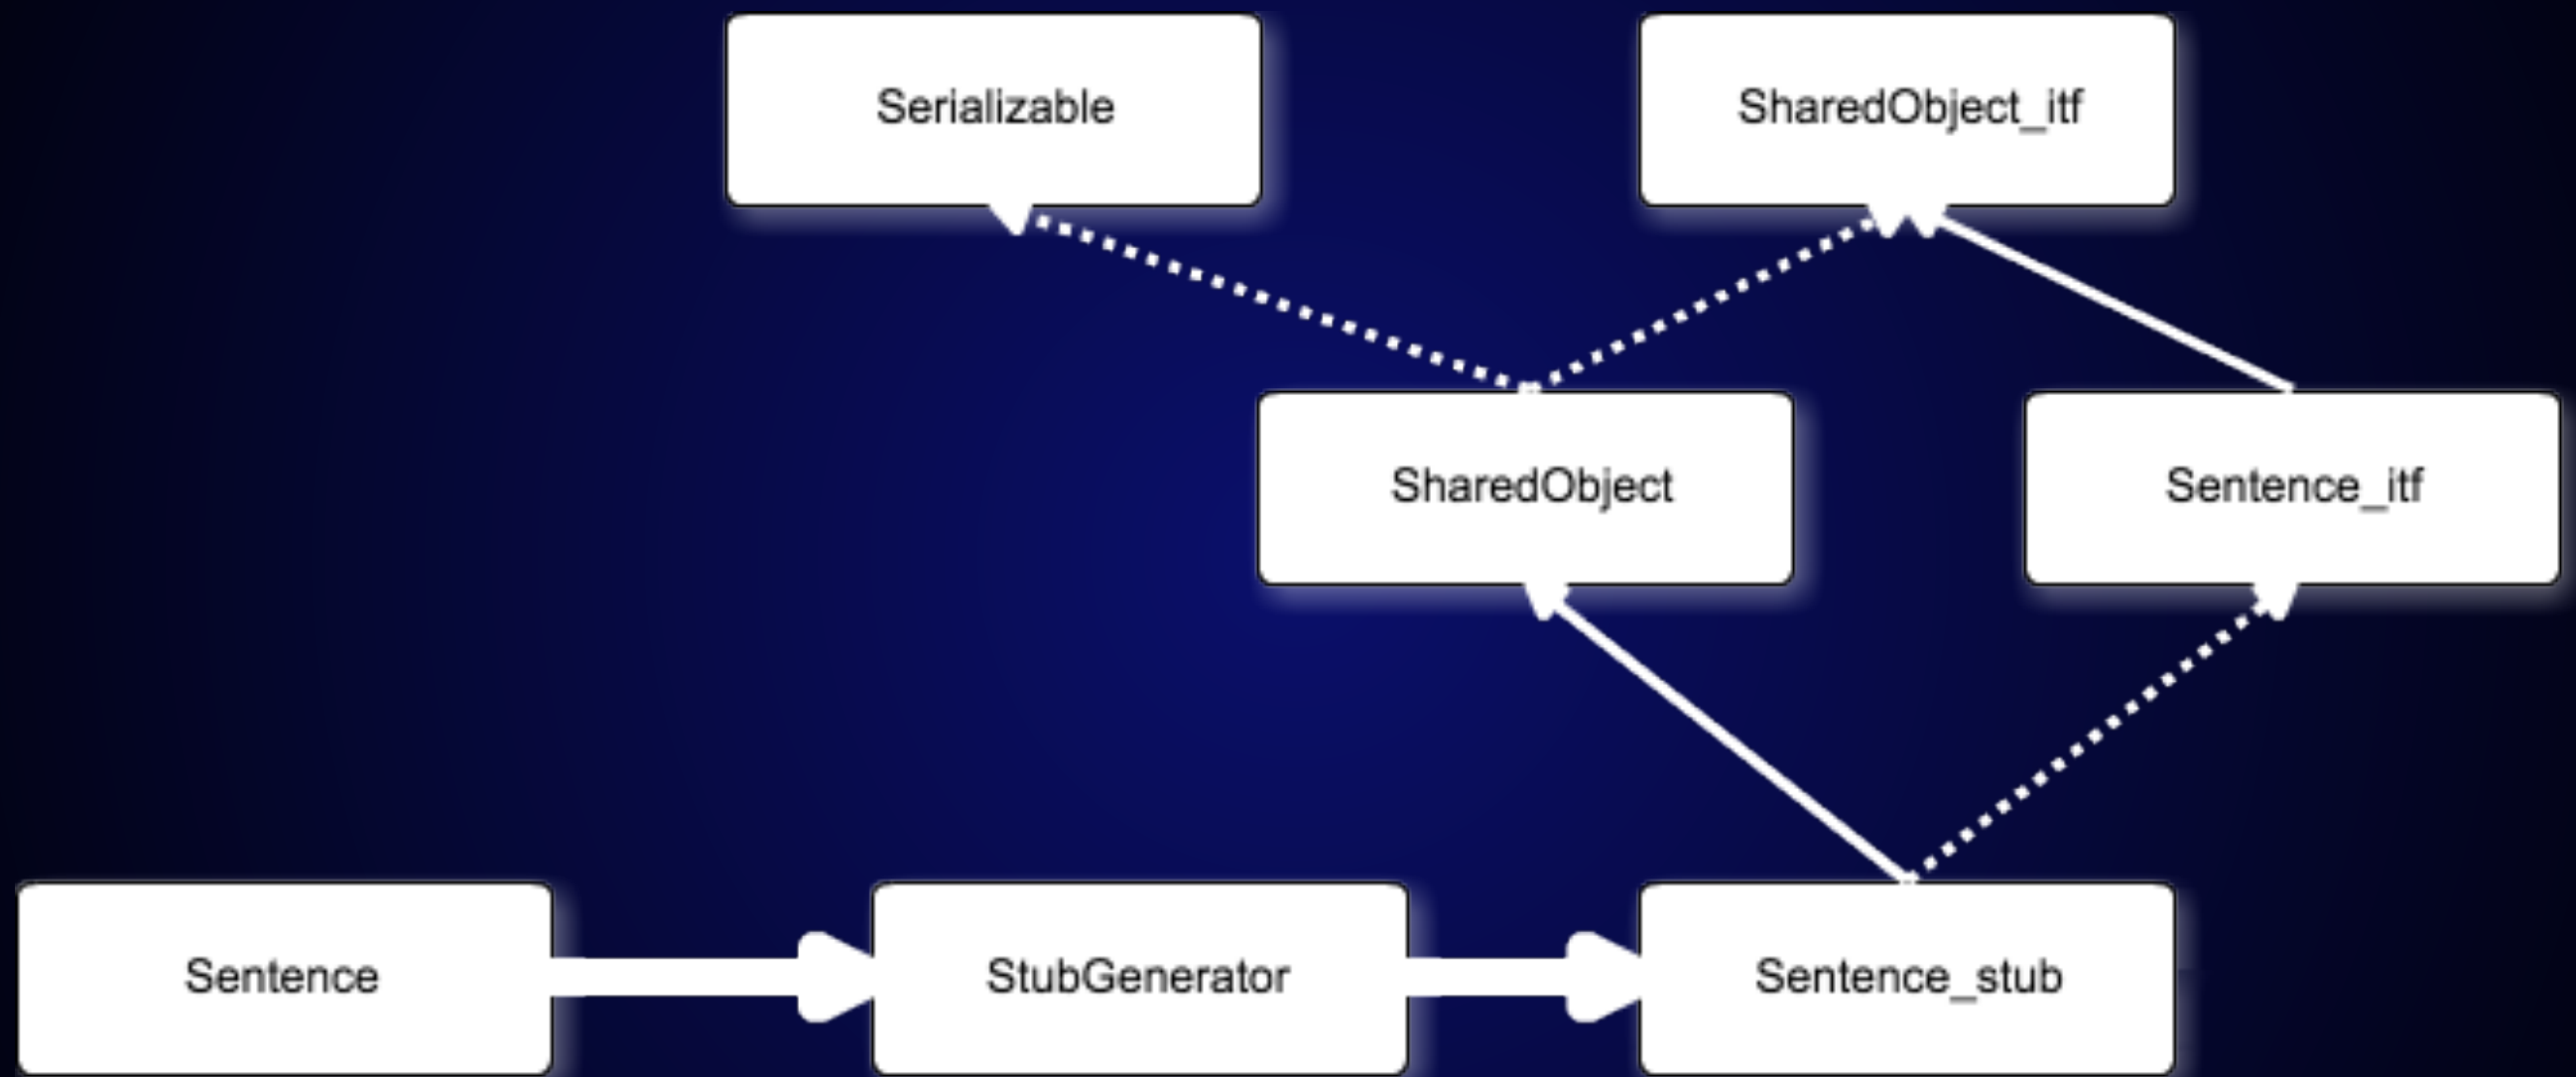 Serializable
SharedObject_itf
SharedObject
Sentence_itf
Sentence
StubGenerator
Sentence_stub